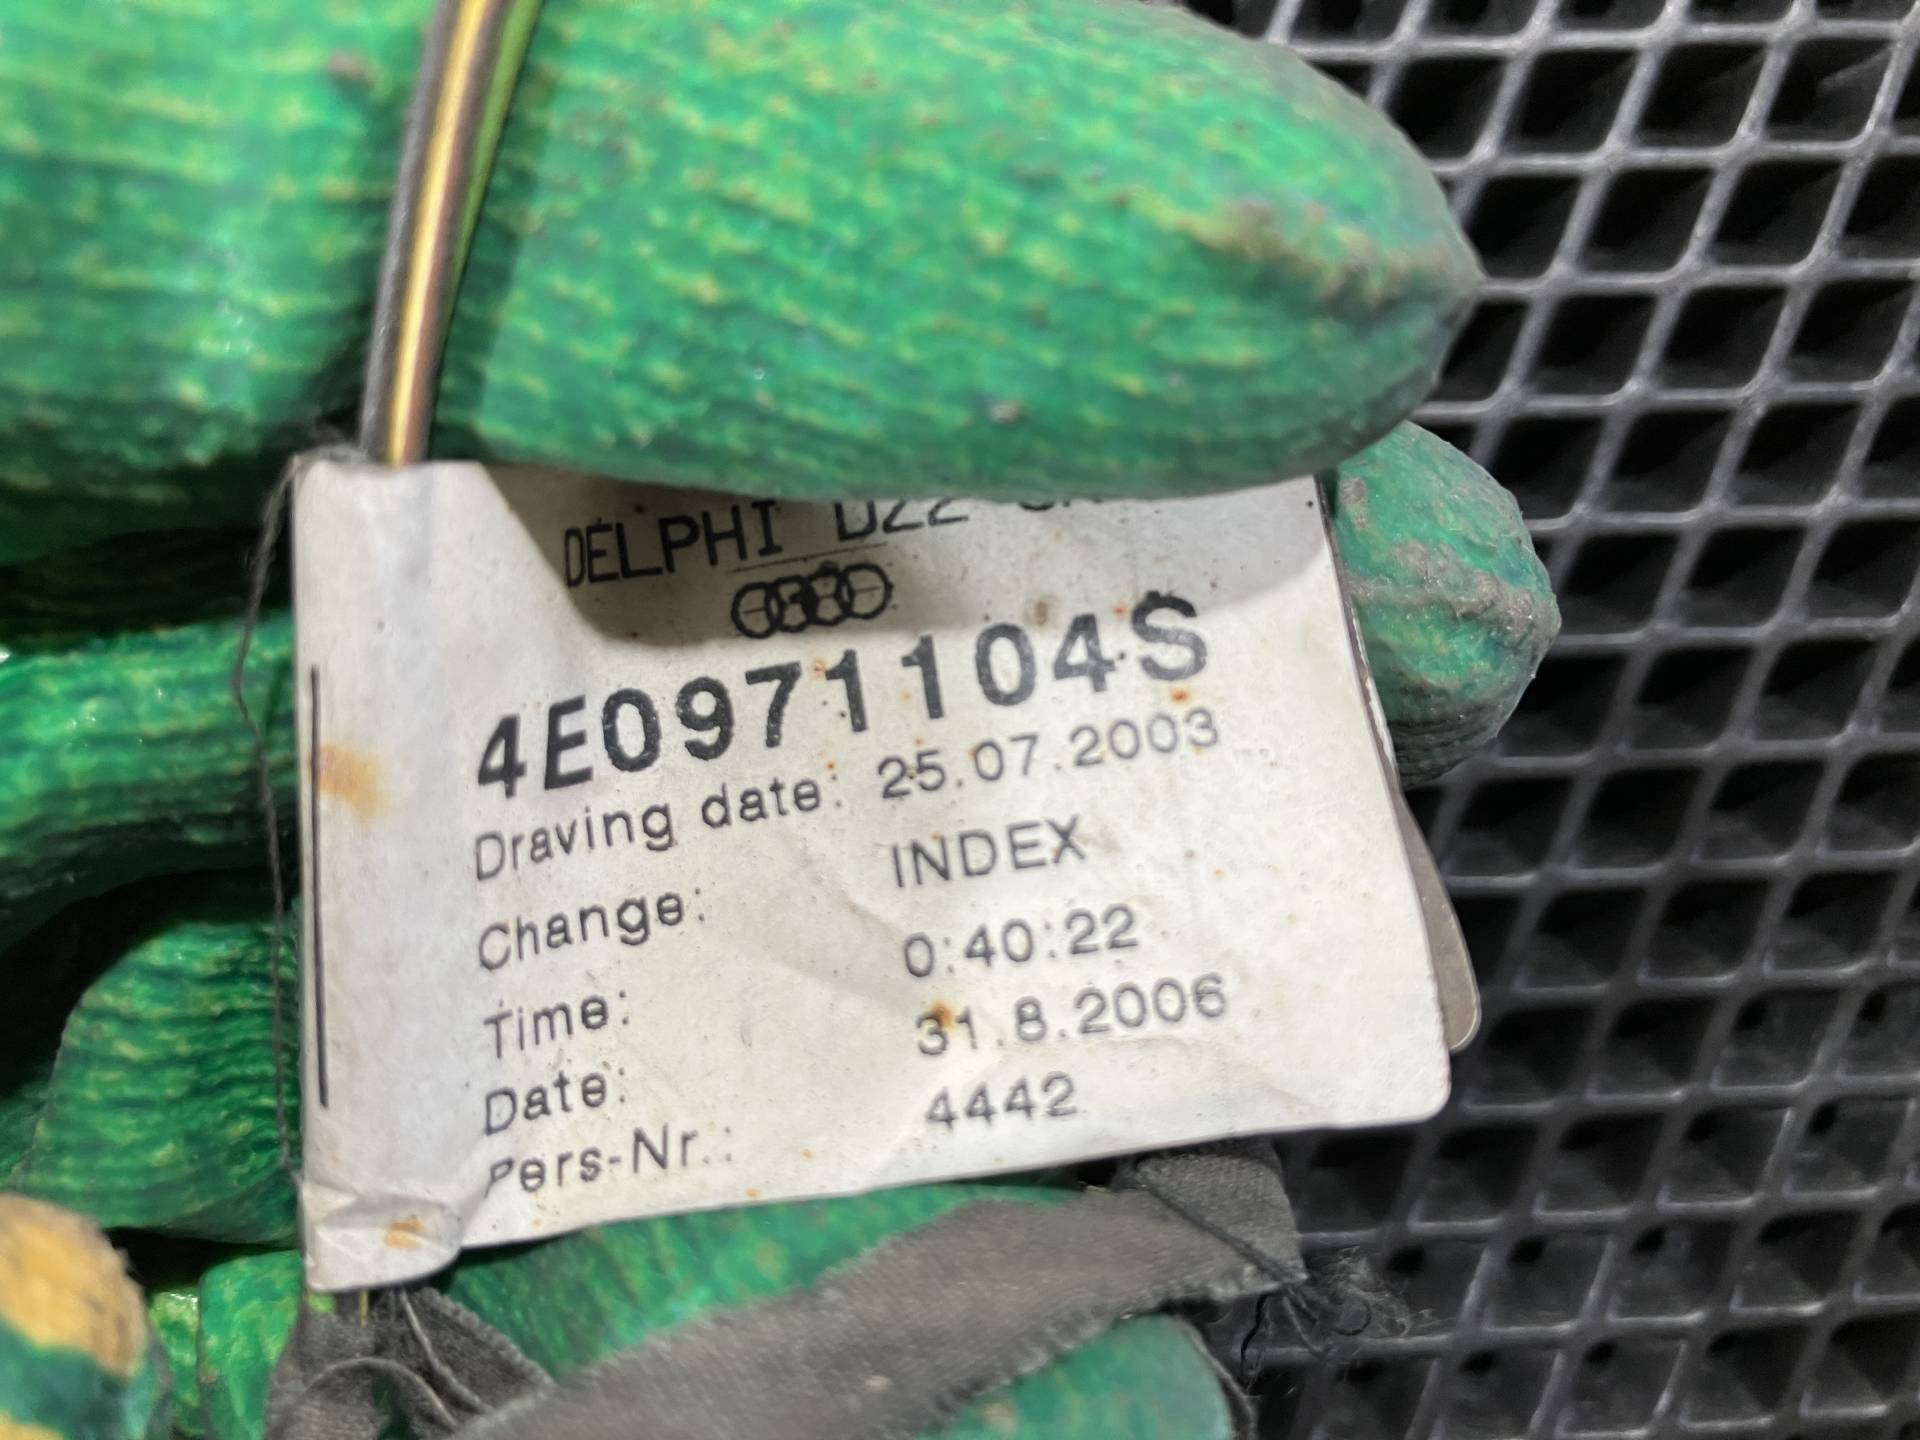 DELPHI DZZ
4E0971104S
Draving date: 25.07.2003
Change: INDEX
Time: 0:40:22
Date: 31.8.2006
Pers-Nr.: 4442